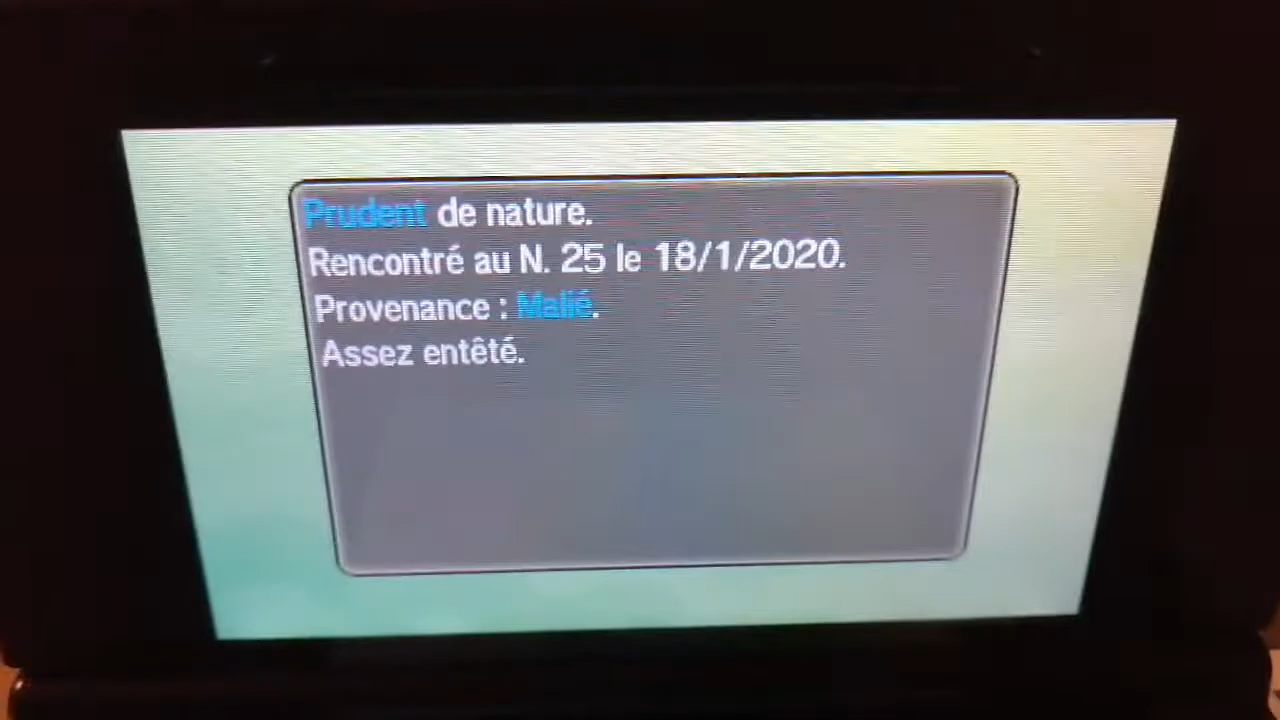 Prudent de nature.
Rencontré au N. 25 le 18/1/2020.
Provenance : Malié.
Assez entêté.